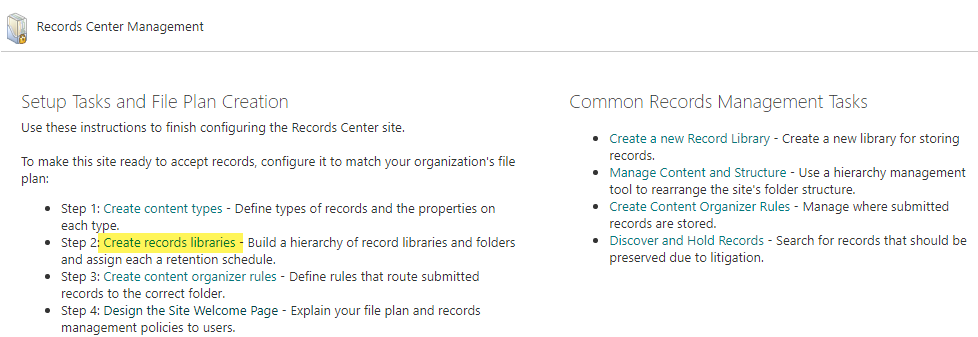 Records Center Management
Setup Tasks and File Plan Creation
Use these instructions to finish configuring the Records Center site.
To make this site ready to accept records, configure it to match your organization's file
plan:
• Step 1: Create content types - Define types of records and the properties on
each type.
• Step 2: Create records libraries - Build a hierarchy of record libraries and folders
and assign each a retention schedule.
• Step 3: Create content organizer rules - Define rules that route submitted
records to the correct folder.
• Step 4: Design the Site Welcome Page - Explain your file plan and records
management policies to users.
Common Records Management Tasks
• Create a new Record Library - Create a new library for storing
records.
• Manage Content and Structure - Use a hierarchy management
tool to rearrange the site's folder structure.
• Create Content Organizer Rules - Manage where submitted
records are stored.
• Discover and Hold Records - Search for records that should be
preserved due to litigation.